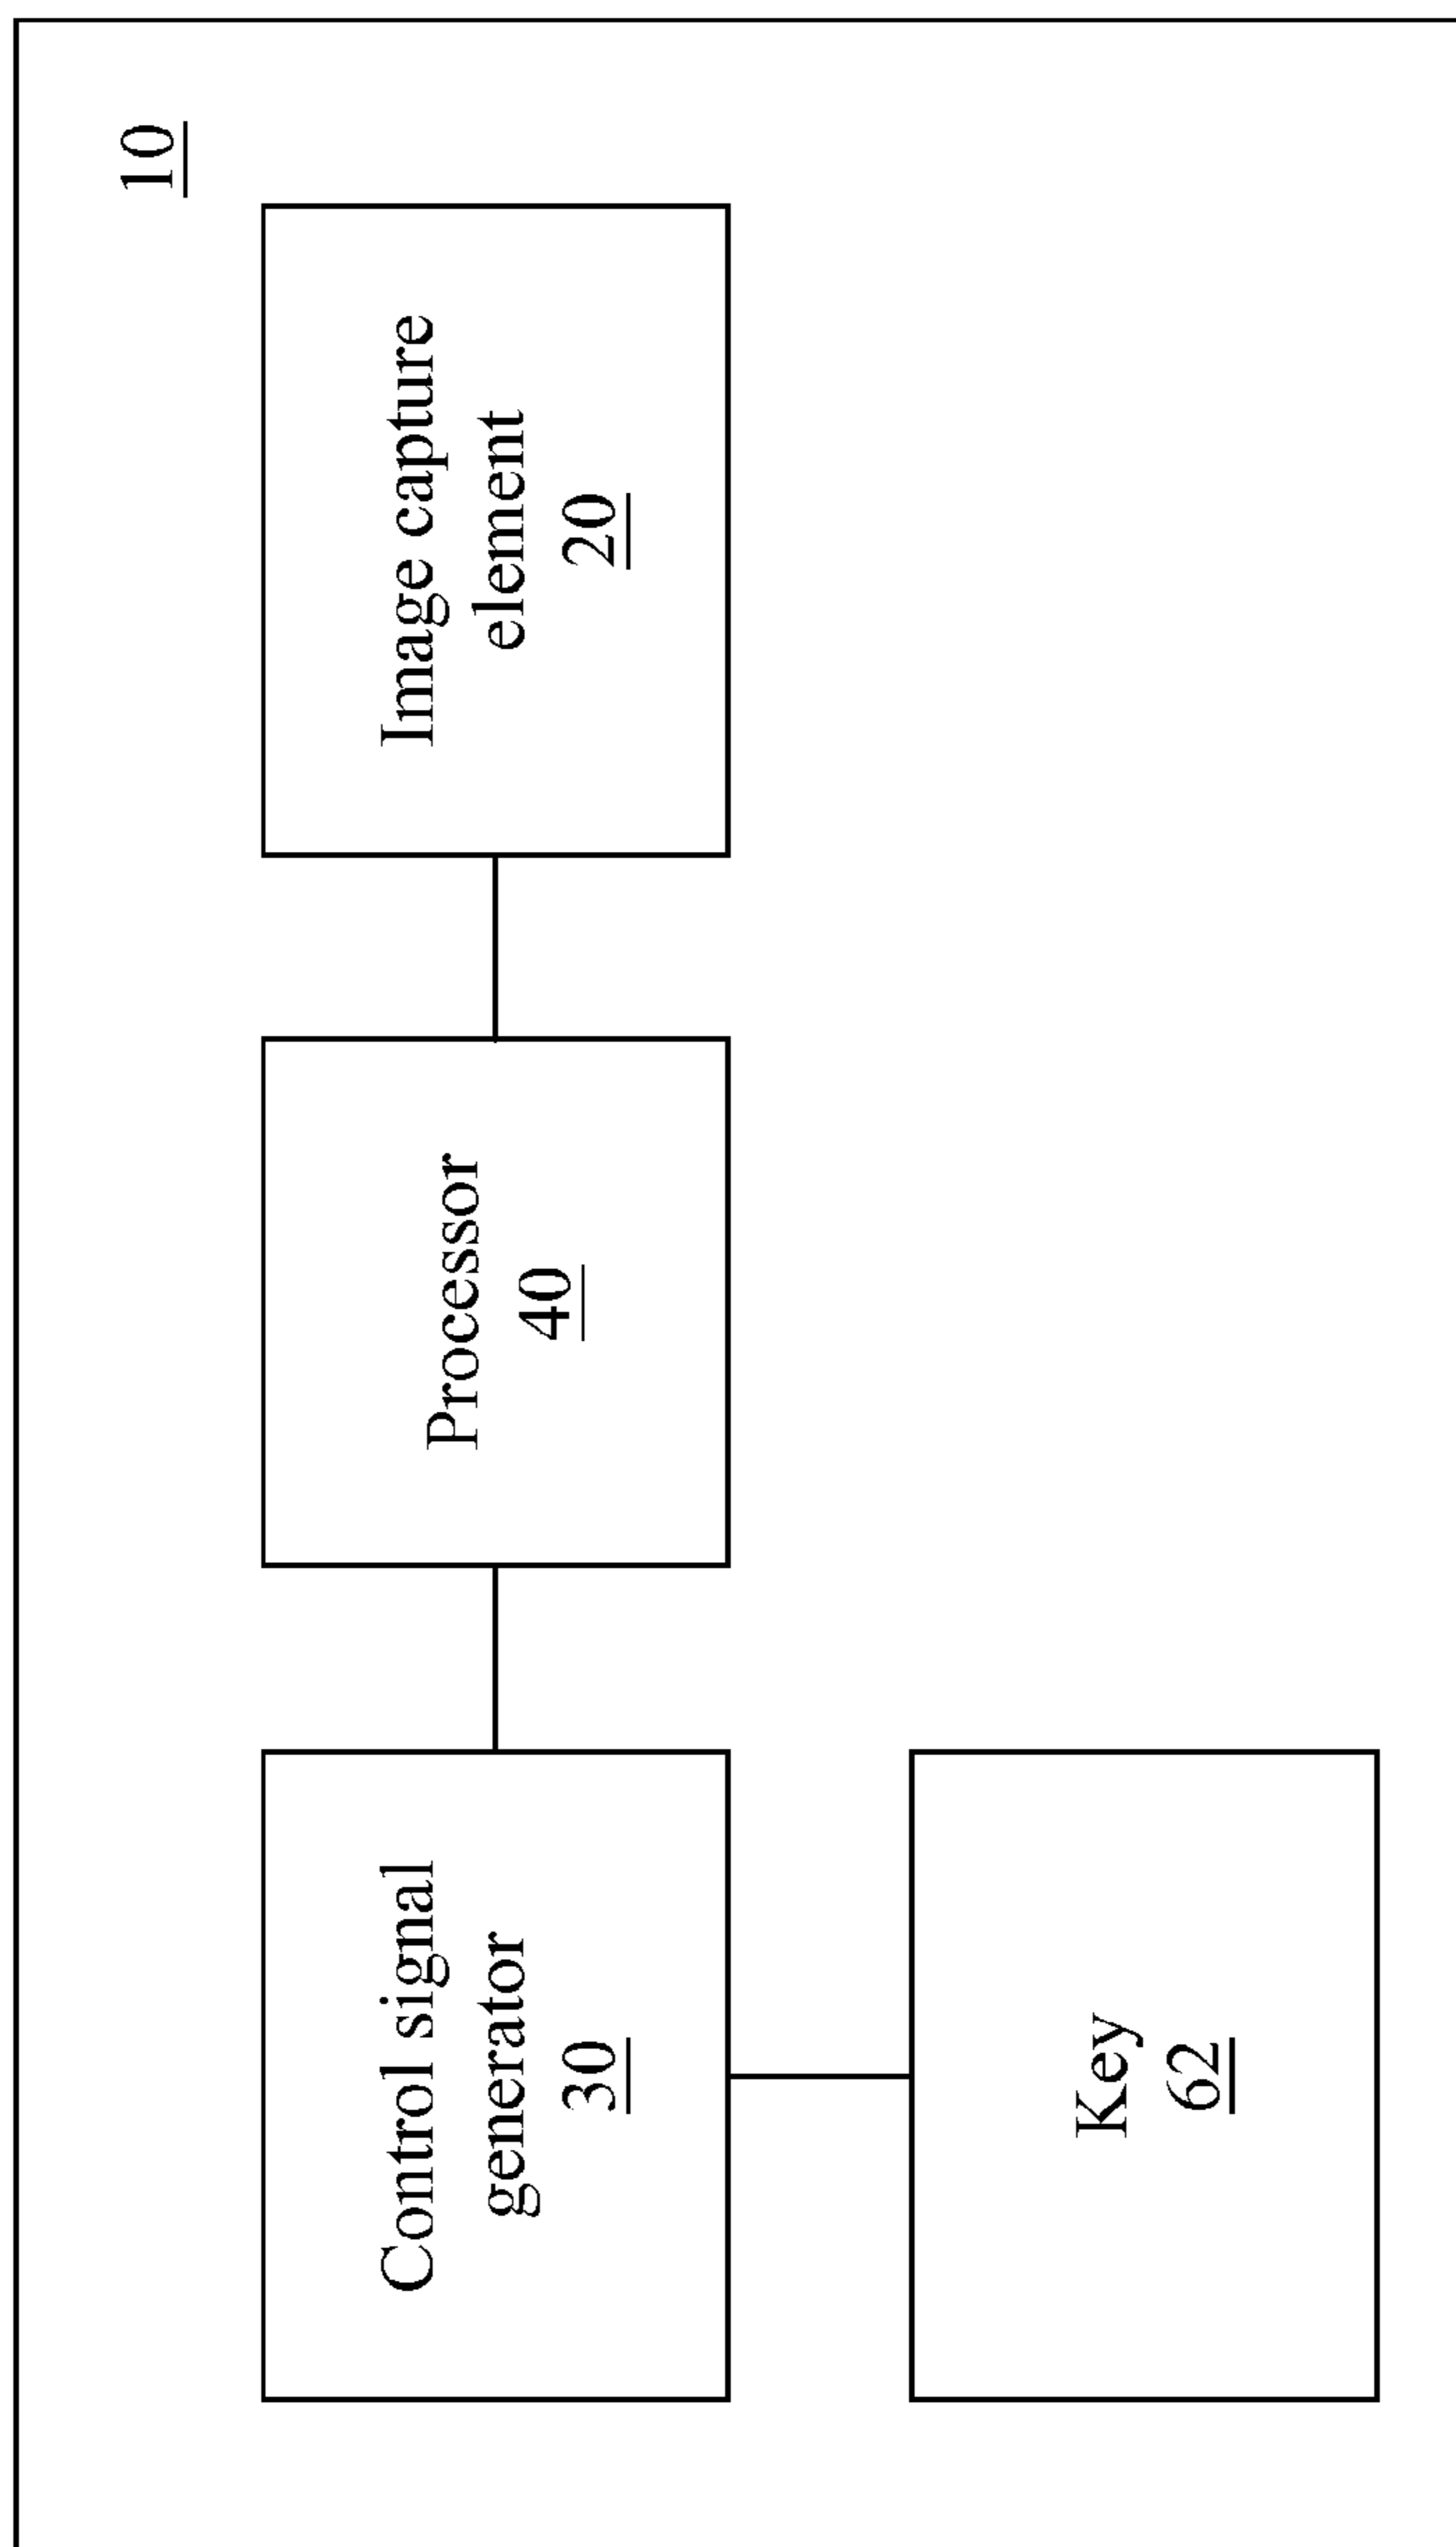 10
Control signal
generator
30
Processor
40
Image capture
element
20
Key
62